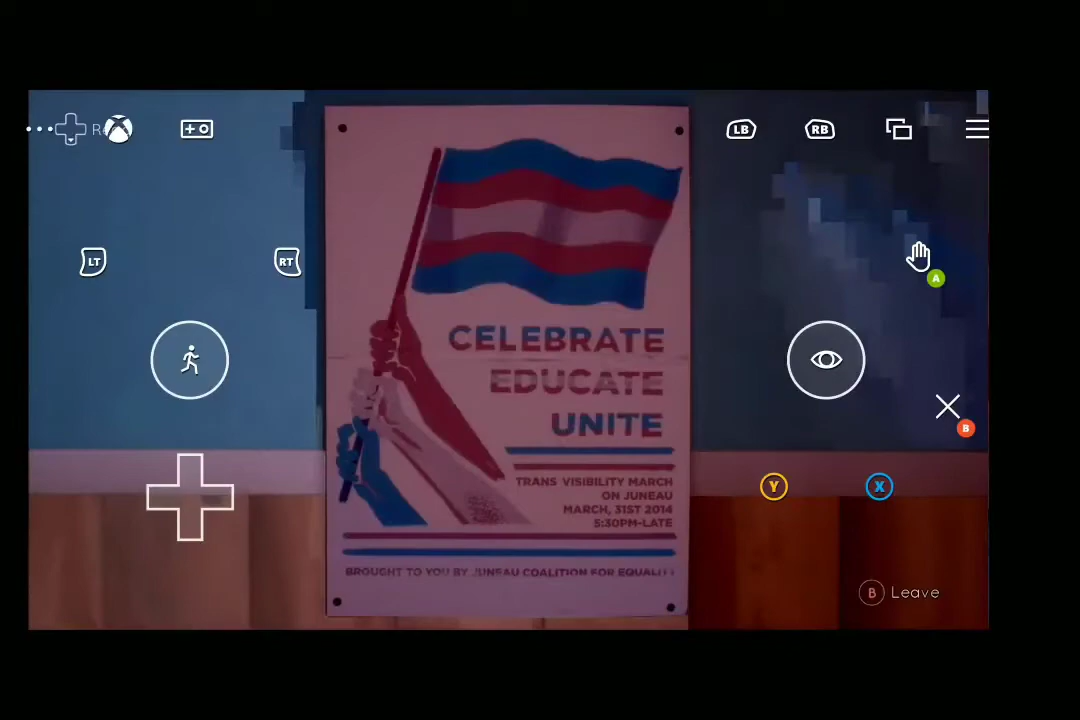 Re
LB
RB
LT
RT
A
CELEBRATE
EDUCATE
UNITE
B
TRANS VISIBILITY MARCH
ON JUNEAU
MARCH, 31ST 2014
5:30PM-LATE
Y
X
BROUGHT TO YOU BY JUNEAU COALITION FOR EQUALITY
B Leave